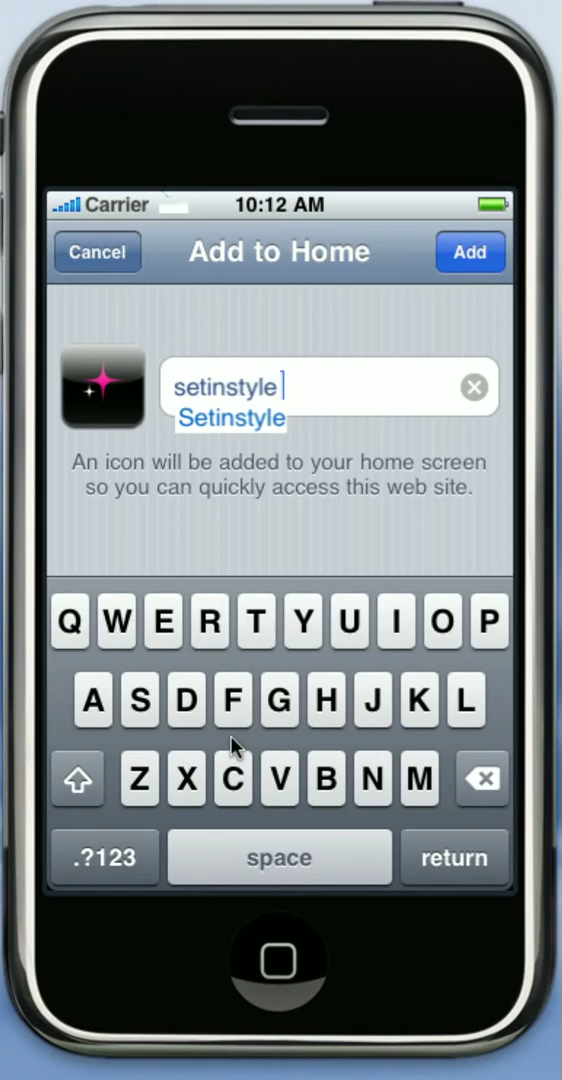 Carrier 10:12 AM
Cancel Add to Home Add
setinstyle
Setinstyle
An icon will be added to your home screen
so you can quickly access this web site.
Q W E R T Y U I O P
A S D F G H J K L
Z X C V B N M
.?123 space return